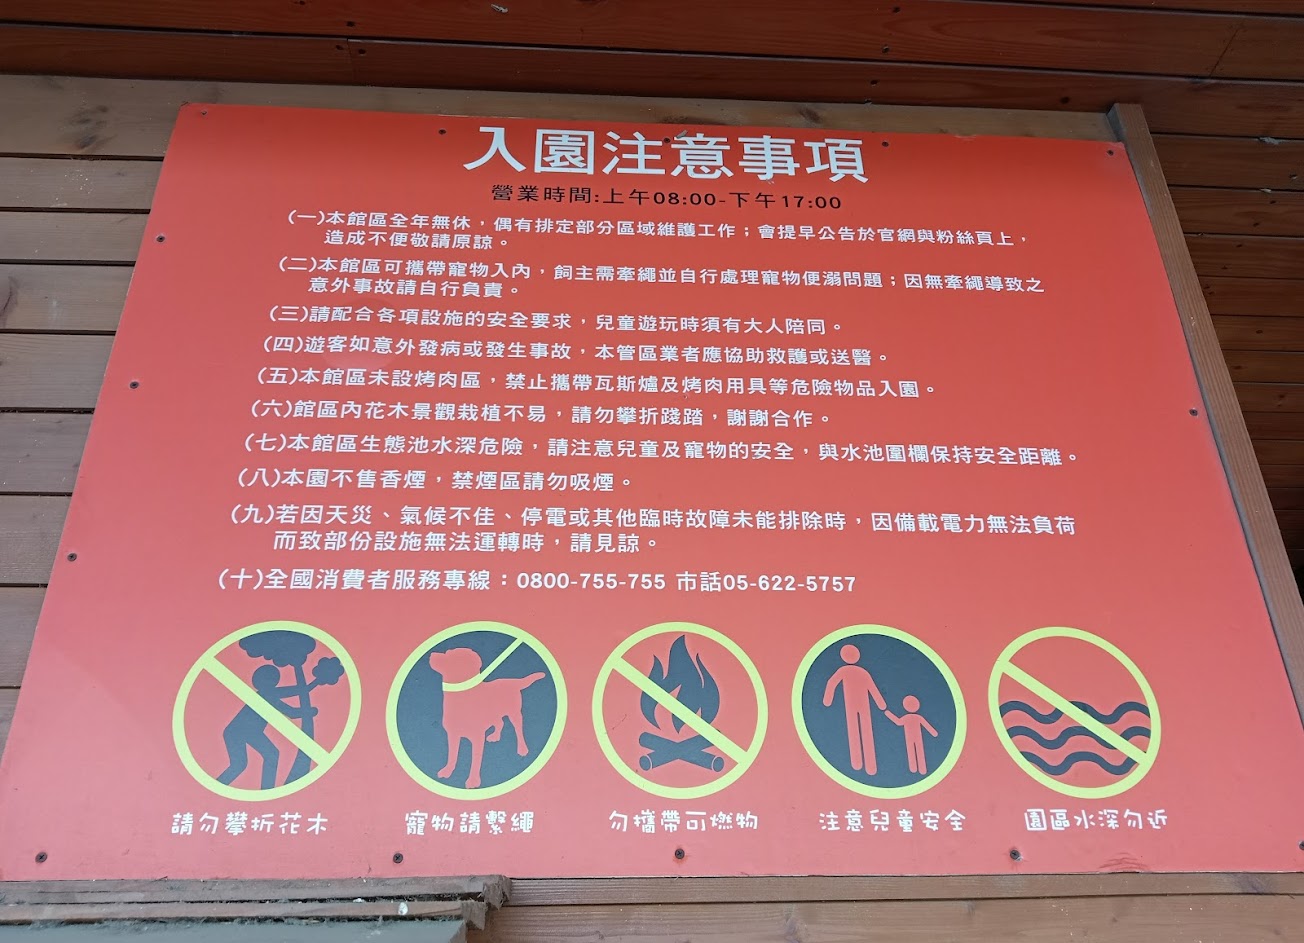 入園注意事項
營業時間:上午08:00-下午17:00
(一)本館區全年無休，偶有排定部分區域維護工作；會提早公告於官網與粉絲頁上，
造成不便敬請原諒。
(二)本館區可攜帶寵物入內，飼主需牽繩並自行處理寵物便溺問題；因無牽繩導致之
意外事故請自行負責。
(三)請配合各項設施的安全要求，兒童遊玩時須有大人陪同。
(四)遊客如意外發病或發生事故，本管區業者應協助救護或送醫。
(五)本館區未設烤肉區，禁止攜帶瓦斯爐及烤肉用具等危險物品入園。
(六)館區內花木景觀栽植不易，請勿攀折踐踏，謝謝合作。
(七)本館區生態池水深危險，請注意兒童及寵物的安全，與水池圍欄保持安全距離。
(八)本園不售香煙，禁煙區請勿吸煙。
(九)若因天災、氣候不佳、停電或其他臨時故障未能排除時，因備載電力無法負荷
而致部份設施無法運轉時，請見諒。
(十)全國消費者服務專線：0800-755-755 市話05-622-5757
請勿攀折花木
寵物請繫繩
勿攜帶可燃物
注意兒童安全
園區水深勿近